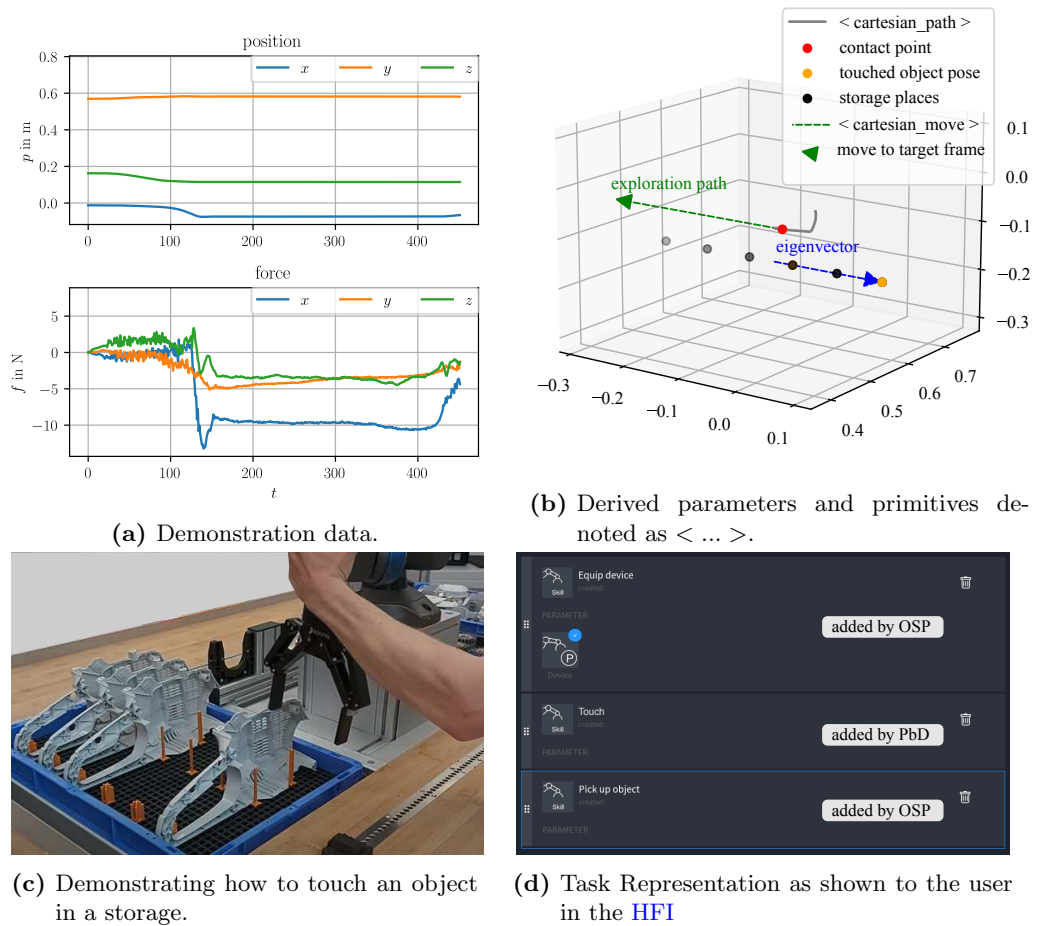 position
x y z
0.8
0.6
0.4
0.2
0.0
p in m
0 100 200 300 400
force
x y z
5
0
−5
−10
f in N
0 100 200 300 400
t
(a) Demonstration data.
< cartesian_path >
contact point
touched object pose
storage places
< cartesian_move >
move to target frame
exploration path
eigenvector
0.1
0.0
−0.1
−0.2
−0.3
−0.3 −0.2 −0.1 0.0 0.1
0.4 0.5 0.6 0.7
(b) Derived parameters and primitives de-
noted as < ... >.
(c) Demonstrating how to touch an object
in a storage.
Equip device
Skill
created:
PARAMETER
added by OSP
P
Device
Touch
Skill
created:
PARAMETER
added by PbD
Pick up object
Skill
created:
PARAMETER
added by OSP
(d) Task Representation as shown to the user
in the HFI